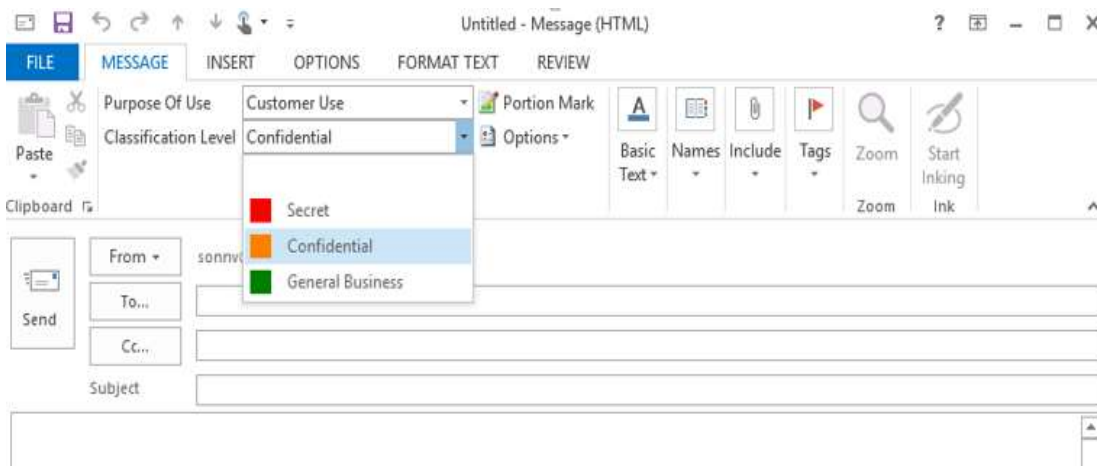 Untitled - Message (HTML)
FILE MESSAGE INSERT OPTIONS FORMAT TEXT REVIEW
Purpose Of Use Customer Use Portion Mark
Classification Level Confidential Options
Paste
Basic Text Names Include Tags Zoom Start Inking
Clipboard Zoom Ink
Secret
Confidential
General Business
From
To...
Send
Cc...
Subject